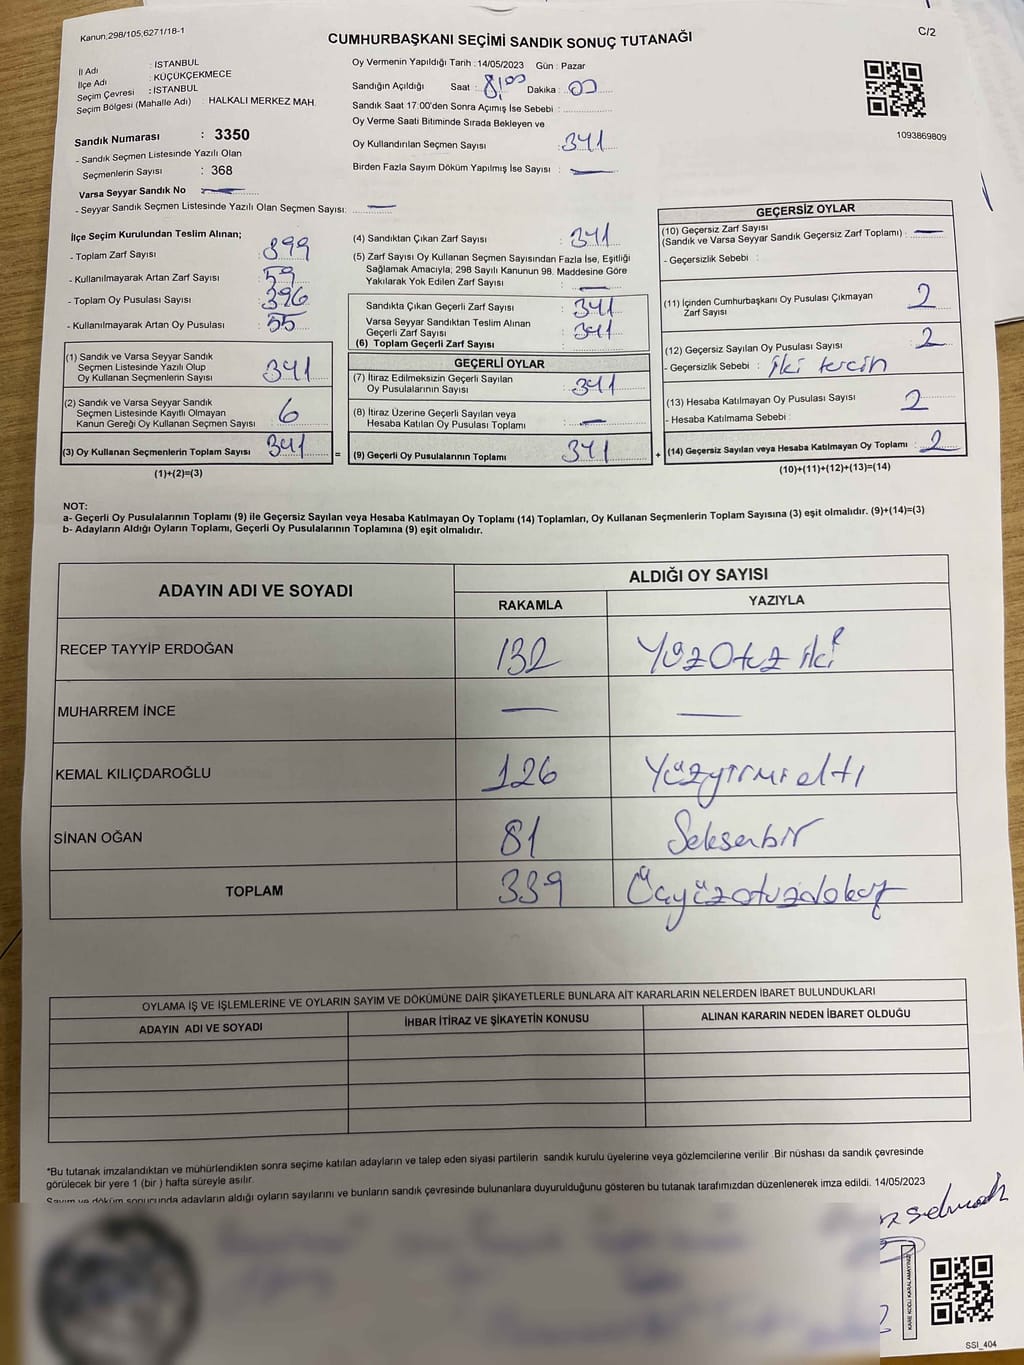 Kanun,298/105,6271/18-1
C/2
CUMHURBAŞKANI SEÇİMİ SANDIK SONUÇ TUTANAĞI
İl Adı : İSTANBUL
İlçe Adı : KÜÇÜKÇEKMECE
Seçim Çevresi : İSTANBUL
Seçim Bölgesi (Mahalle Adı) : HALKALI MERKEZ MAH.
Sandık Numarası : 3350
- Sandık Seçmen Listesinde Yazılı Olan
Seçmenlerin Sayısı : 368
Varsa Seyyar Sandık No
- Seyyar Sandık Seçmen Listesinde Yazılı Olan Seçmen Sayısı: —
Oy Vermenin Yapıldığı Tarih : 14/05/2023 Gün : Pazar
Sandığın Açıldığı Saat : 8,00 Dakika : 00
Sandık Saat 17:00'den Sonra Açımış İse Sebebi :
Oy Verme Saati Bitiminde Sırada Bekleyen ve
Oy Kullandırılan Seçmen Sayısı : 341
Birden Fazla Sayım Döküm Yapılmış İse Sayısı : —
1093869809
İlçe Seçim Kurulundan Teslim Alınan;
- Toplam Zarf Sayısı : 399
- Kullanılmayarak Artan Zarf Sayısı : 59
- Toplam Oy Pusulası Sayısı : 396
- Kullanılmayarak Artan Oy Pusulası : 55
(1) Sandık ve Varsa Seyyar Sandık
Seçmen Listesinde Yazılı Olup
Oy Kullanan Seçmenlerin Sayısı : 341
(2) Sandık ve Varsa Seyyar Sandık
Seçmen Listesinde Kayıtlı Olmayan
Kanun Gereği Oy Kullanan Seçmen Sayısı : 6
(3) Oy Kullanan Seçmenlerin Toplam Sayısı : 341
(1)+(2)=(3)
(4) Sandıktan Çıkan Zarf Sayısı : 341
(5) Zarf Sayısı Oy Kullanan Seçmen Sayısından Fazla İse, Eşitliği
Sağlamak Amacıyla; 298 Sayılı Kanunun 98. Maddesine Göre
Yakılarak Yok Edilen Zarf Sayısı : —
Sandıkta Çıkan Geçerli Zarf Sayısı : 341
Varsa Seyyar Sandıktan Teslim Alınan
Geçerli Zarf Sayısı : 341
(6) Toplam Geçerli Zarf Sayısı :
GEÇERLİ OYLAR
(7) İtiraz Edilmeksizin Geçerli Sayılan
Oy Pusulalarının Sayısı : 341
(8) İtiraz Üzerine Geçerli Sayılan veya
Hesaba Katılan Oy Pusulası Toplamı : —
(9) Geçerli Oy Pusulalarının Toplamı : 341
=
+
GEÇERSİZ OYLAR
(10) Geçersiz Zarf Sayısı
(Sandık ve Varsa Seyyar Sandık Geçersiz Zarf Toplamı) : —
- Geçersizlik Sebebi :
(11) İçinden Cumhurbaşkanı Oy Pusulası Çıkmayan
Zarf Sayısı : 2
(12) Geçersiz Sayılan Oy Pusulası Sayısı : 2
- Geçersizlik Sebebi : iki tercih
(13) Hesaba Katılmayan Oy Pusulası Sayısı : 2
- Hesaba Katılmama Sebebi :
(14) Geçersiz Sayılan veya Hesaba Katılmayan Oy Toplamı : 2
(10)+(11)+(12)+(13)=(14)
NOT:
a- Geçerli Oy Pusulalarının Toplamı (9) ile Geçersiz Sayılan veya Hesaba Katılmayan Oy Toplamı (14) Toplamları, Oy Kullanan Seçmenlerin Toplam Sayısına (3) eşit olmalıdır. (9)+(14)=(3)
b- Adayların Aldığı Oyların Toplamı, Geçerli Oy Pusulalarının Toplamına (9) eşit olmalıdır.
ADAYIN ADI VE SOYADI
ALDIĞI OY SAYISI
RAKAMLA YAZIYLA
RECEP TAYYİP ERDOĞAN 132 Yüzotuz iki
MUHARREM İNCE — —
KEMAL KILIÇDAROĞLU 126 Yüzyirmialtı
SİNAN OĞAN 81 Seksenbir
TOPLAM 339 Üçyüzotuzdokuz
OYLAMA İŞ VE İŞLEMLERİNE VE OYLARIN SAYIM VE DÖKÜMÜNE DAİR ŞİKAYETLERLE BUNLARA AİT KARARLARIN NELERDEN İBARET BULUNDUKLARI
ADAYIN ADI VE SOYADI İHBAR İTİRAZ VE ŞİKAYETİN KONUSU ALINAN KARARIN NEDEN İBARET OLDUĞU
*Bu tutanak imzalandıktan ve mühürlendikten sonra seçime katılan adayların ve talep eden siyasi partilerin sandık kurulu üyelerine veya gözlemcilerine verilir .Bir nüshası da sandık çevresinde
görülecek bir yere 1 (bir ) hafta süreyle asılır.
Sayım ve döküm sonucunda adayların aldığı oyların sayılarını ve bunların sandık çevresinde bulunanlara duyurulduğunu gösteren bu tutanak tarafımızdan düzenlenerek imza edildi. 14/05/2023
KARE KODU KARALAMAYINIZ
SSI_404